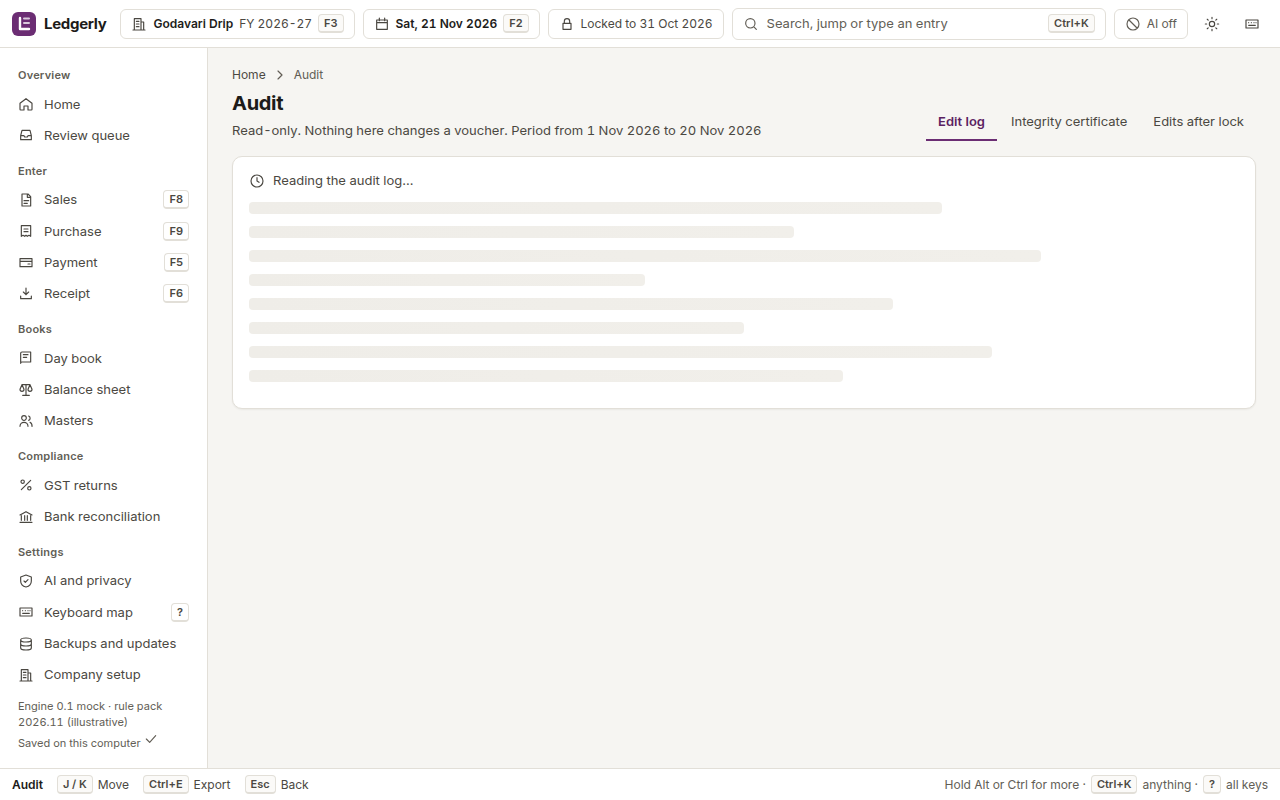 Ledgerly
Godavari Drip FY 2026-27 F3
Sat, 21 Nov 2026 F2
Locked to 31 Oct 2026
Search, jump or type an entry Ctrl+K
AI off
Overview
Home
Review queue
Enter
Sales F8
Purchase F9
Payment F5
Receipt F6
Books
Day book
Balance sheet
Masters
Compliance
GST returns
Bank reconciliation
Settings
AI and privacy
Keyboard map ?
Backups and updates
Company setup
Engine 0.1 mock · rule pack
2026.11 (illustrative)
Saved on this computer
Home > Audit
Audit
Read-only. Nothing here changes a voucher. Period from 1 Nov 2026 to 20 Nov 2026
Edit log Integrity certificate Edits after lock
Reading the audit log...
Audit J / K Move Ctrl+E Export Esc Back
Hold Alt or Ctrl for more · Ctrl+K anything · ? all keys